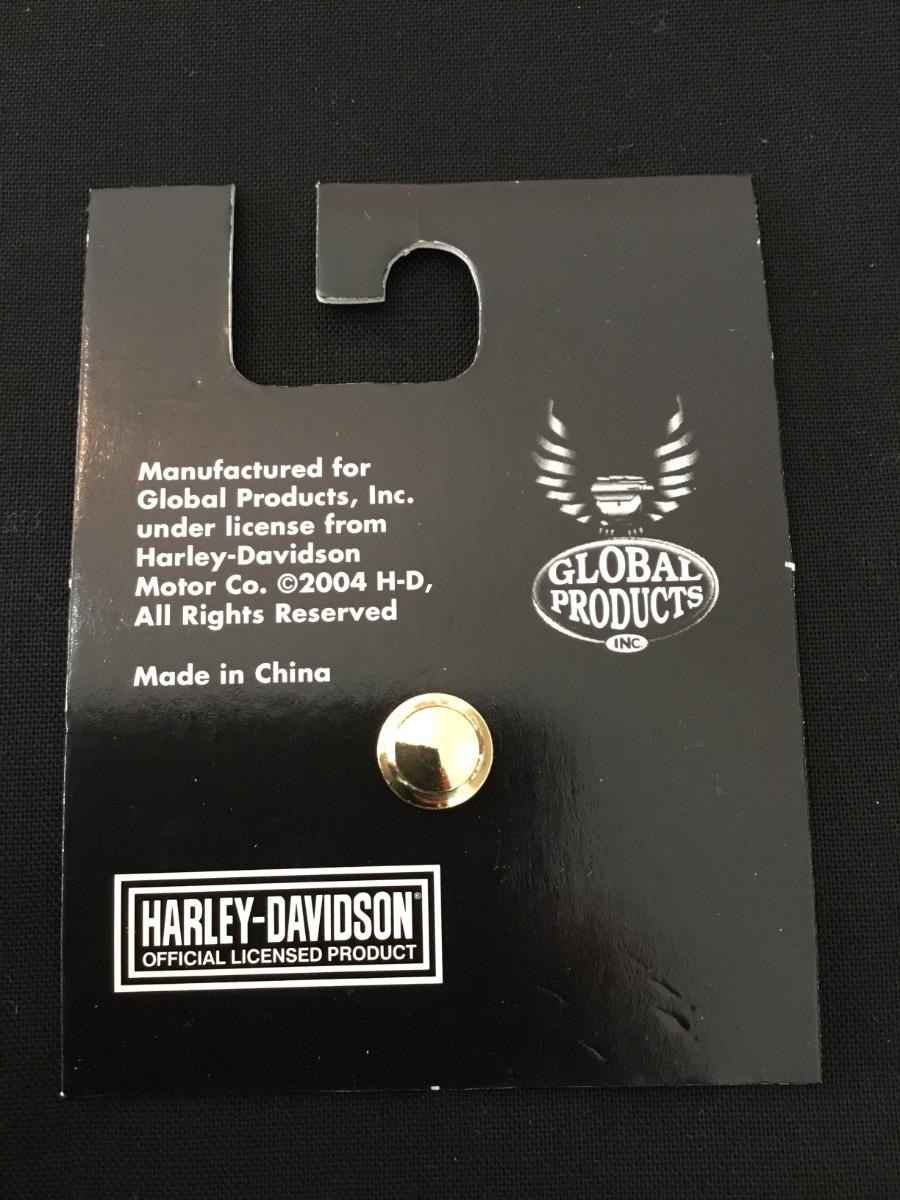 Manufactured for
Global Products, Inc.
under license from
Harley-Davidson
Motor Co. ©2004 H-D,
All Rights Reserved
Made in China
GLOBAL
PRODUCTS
INC.
HARLEY-DAVIDSON®
OFFICIAL LICENSED PRODUCT